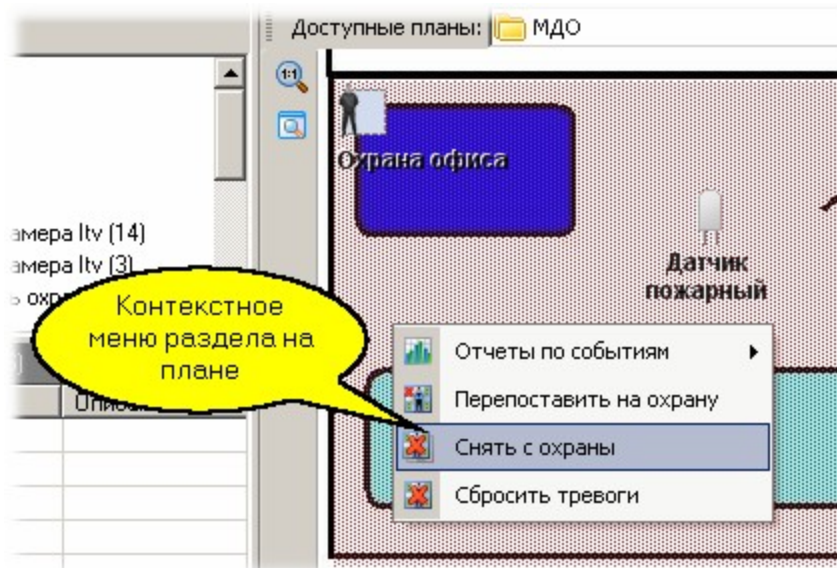 Доступные планы: МДО
1:1
Охрана офиса
амера ltv (14)
амера ltv (3)
Датчик
пожарный
Контекстное
меню раздела на
плане
Отчеты по событиям
Перепоставить на охрану
Снять с охраны
Сбросить тревоги